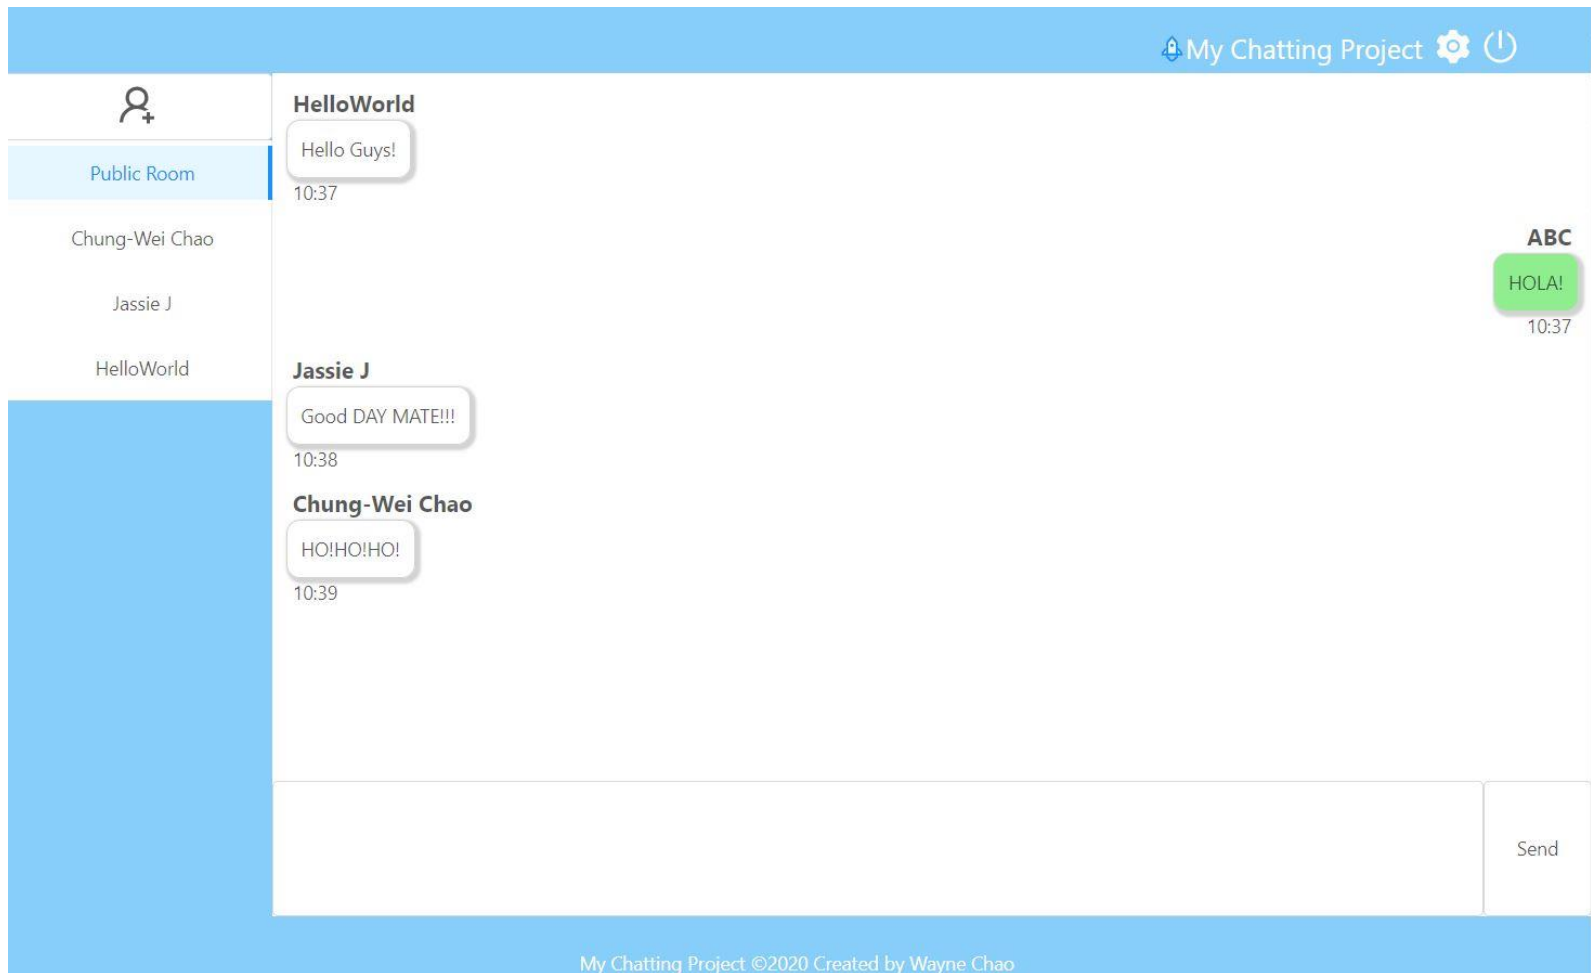 My Chatting Project
Public Room
Chung-Wei Chao
Jassie J
HelloWorld
HelloWorld
Hello Guys!
10:37
ABC
HOLA!
10:37
Jassie J
Good DAY MATE!!!
10:38
Chung-Wei Chao
HO!HO!HO!
10:39
Send
My Chatting Project ©2020 Created by Wayne Chao